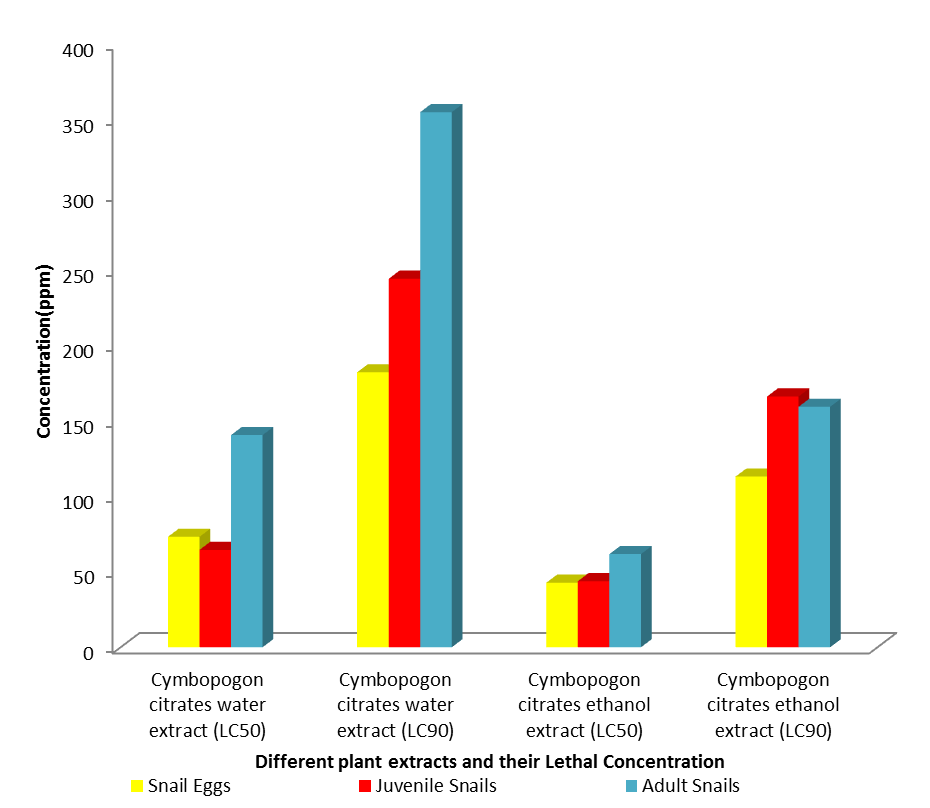 400
350
300
250
200
150
100
50
0
Concentration(ppm)
Cymbopogon
citrates water
extract (LC50)
Cymbopogon
citrates water
extract (LC90)
Cymbopogon
citrates ethanol
extract (LC50)
Cymbopogon
citrates ethanol
extract (LC90)
Different plant extracts and their Lethal Concentration
Snail Eggs
Juvenile Snails
Adult Snails